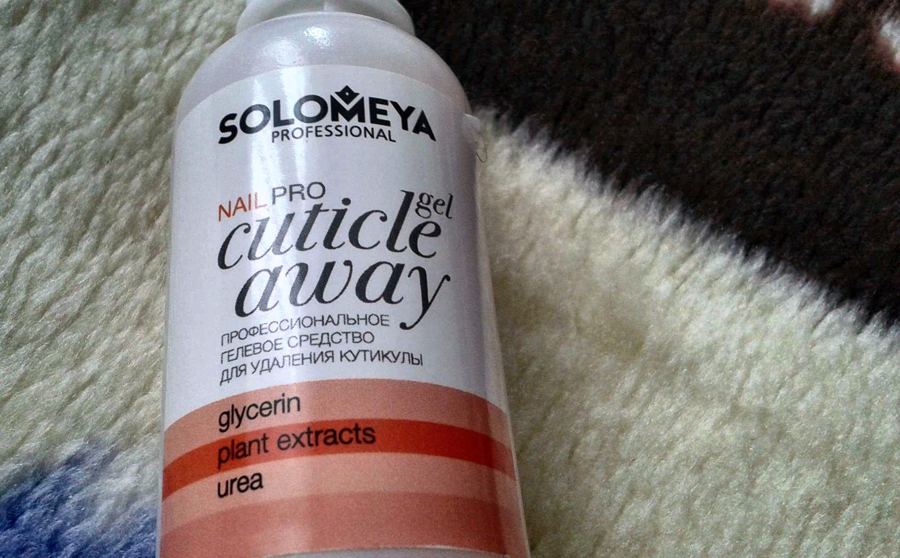 SOLOMEYA
PROFESSIONAL
NAIL PRO
gel
cuticle
away
ПРОФЕССИОНАЛЬНОЕ
ГЕЛЕВОЕ СРЕДСТВО
ДЛЯ УДАЛЕНИЯ КУТИКУЛЫ
glycerin
plant extracts
urea